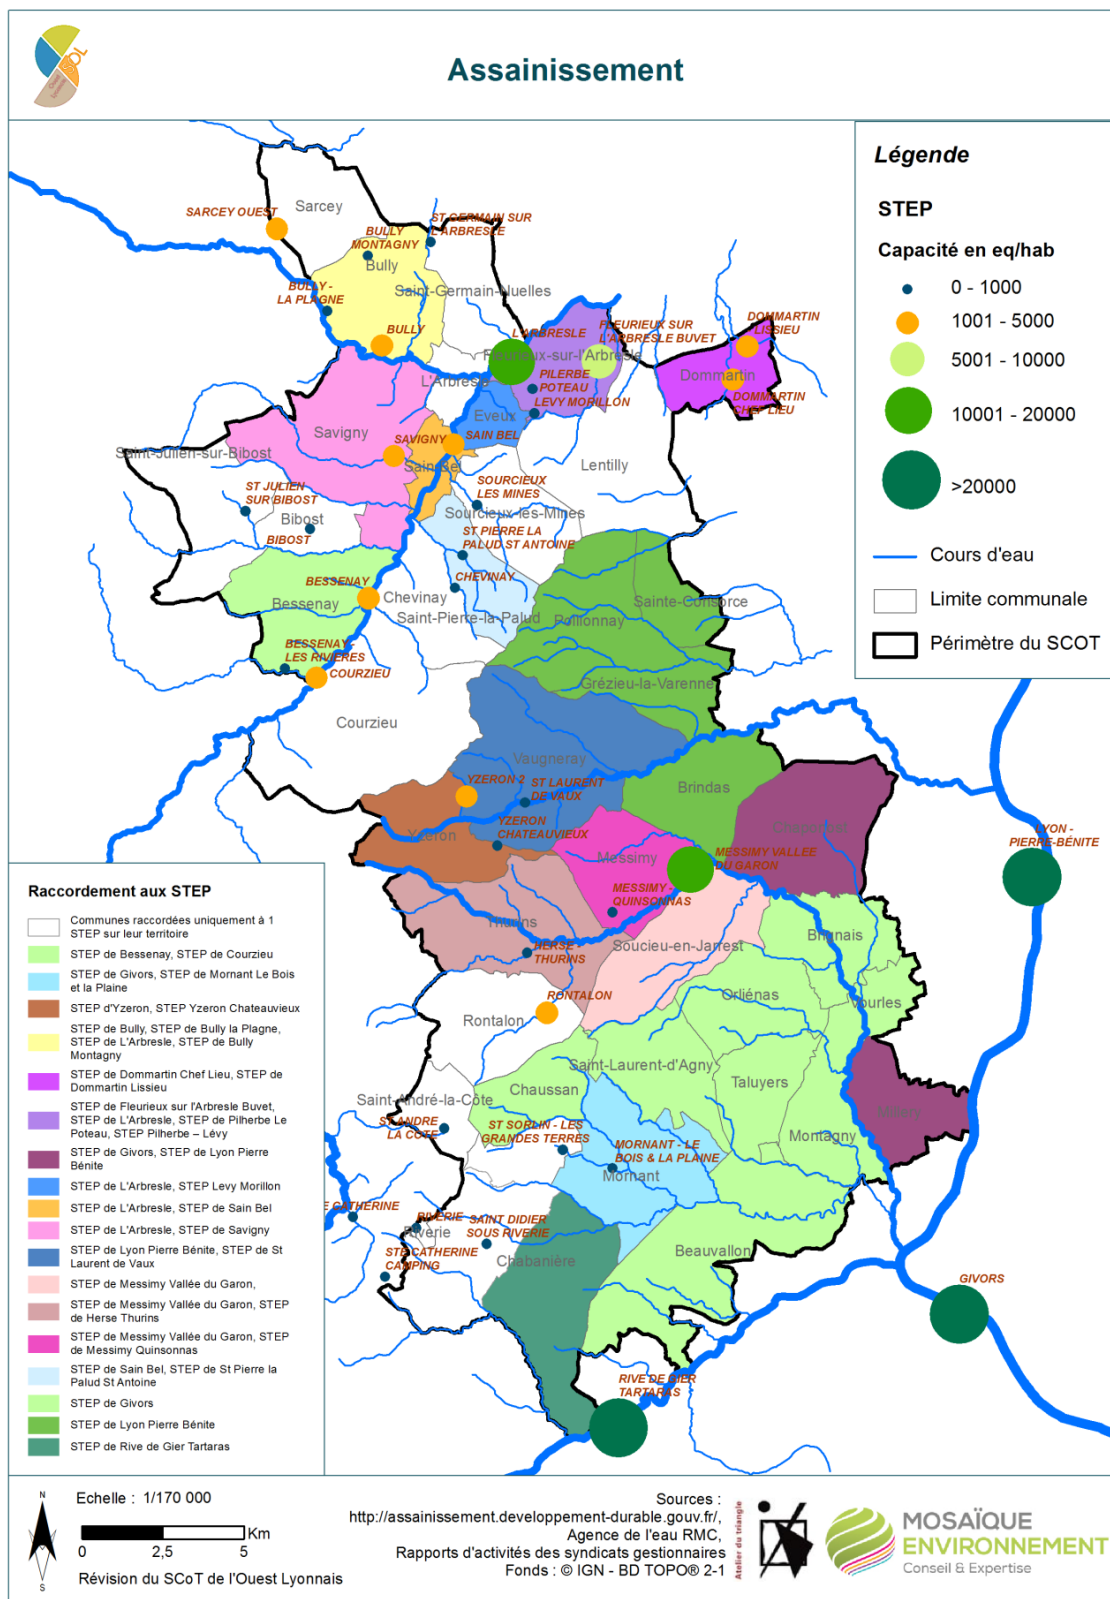 SOL
Ouest
Lyonnais
Assainissement
Légende
STEP
Capacité en eq/hab
0 - 1000
1001 - 5000
5001 - 10000
10001 - 20000
>20000
Cours d'eau
Limite communale
Périmètre du SCOT
SARCEY OUEST
Sarcey
BULLY
MONTAGNY
Bully
ST GERMAIN SUR
L'ARBRESLE
Saint-Germain-Nuelles
BULLY -
LA PLAGNE
BULLY
L'ARBRESLE
FLEURIEUX SUR
L'ARBRESLE BUVET
Fleurieux-sur-l'Arbresle
DOMMARTIN
LISSIEU
Dommartin
DOMMARTIN
CHEF LIEU
PILERBE
POTEAU
LEVY MORILLON
L'Arbresle
Eveux
Savigny
SAVIGNY
SAIN BEL
Sain-Bel
Lentilly
Saint-Julien-sur-Bibost
ST JULIEN
SUR BIBOST
Bibost
BIBOST
SOURCIEUX
LES MINES
Sourcieux-les-Mines
ST PIERRE LA
PALUD ST ANTOINE
CHEVINAY
Chevinay
BESSENAY
Bessenay
Saint-Pierre-la-Palud
Pollionnay
Sainte-Consorce
BESSENAY
LES RIVIERES
COURZIEU
Courzieu
Grézieu-la-Varenne
Vaugneray
YZERON 2
ST LAURENT
DE VAUX
Brindas
Yzeron
YZERON
CHATEAUVIEUX
Chaponost
Messimy
MESSIMY VALLEE
DU GARON
LYON -
PIERRE-BÉNITE
MESSIMY -
QUINSONNAS
Thurins
HERSE -
THURINS
Soucieu-en-Jarrest
Brignais
RONTALON
Rontalon
Orliénas
Vourles
Saint-Laurent-d'Agny
Chaussan
Taluyers
Millery
Saint-André-la-Côte
ST ANDRE
LA COTE
ST SORLIN - LES
GRANDES TERRES
MORNANT - LE
BOIS & LA PLAINE
Mornant
Montagny
E CATHERINE
RIVERIE
Riverie
SAINT DIDIER
SOUS RIVERIE
STE CATHERINE
CAMPING
Chabanière
Beauvallon
GIVORS
RIVE DE GIER
TARTARAS
Raccordement aux STEP
Communes raccordées uniquement à 1
STEP sur leur territoire
STEP de Bessenay, STEP de Courzieu
STEP de Givors, STEP de Mornant Le Bois
et la Plaine
STEP d'Yzeron, STEP Yzeron Chateauvieux
STEP de Bully, STEP de Bully la Plagne,
STEP de L'Arbresle, STEP de Bully
Montagny
STEP de Dommartin Chef Lieu, STEP de
Dommartin Lissieu
STEP de Fleurieux sur l'Arbresle Buvet,
STEP de L'Arbresle, STEP de Pilherbe Le
Poteau, STEP Pilherbe – Lévy
STEP de Givors, STEP de Lyon Pierre
Bénite
STEP de L'Arbresle, STEP Levy Morillon
STEP de L'Arbresle, STEP de Sain Bel
STEP de L'Arbresle, STEP de Savigny
STEP de Lyon Pierre Bénite, STEP de St
Laurent de Vaux
STEP de Messimy Vallée du Garon,
STEP de Messimy Vallée du Garon, STEP
de Herse Thurins
STEP de Messimy Vallée du Garon, STEP
de Messimy Quinsonnas
STEP de Sain Bel, STEP de St Pierre la
Palud St Antoine
STEP de Givors
STEP de Lyon Pierre Bénite
STEP de Rive de Gier Tartaras
N
S
Echelle : 1/170 000
Km
0 2,5 5
Révision du SCoT de l'Ouest Lyonnais
Sources :
http://assainissement.developpement-durable.gouv.fr/,
Agence de l'eau RMC,
Rapports d'activités des syndicats gestionnaires
Fonds : © IGN - BD TOPO® 2-1
Atelier du triangle
MOSAÏQUE
ENVIRONNEMENT
Conseil & Expertise